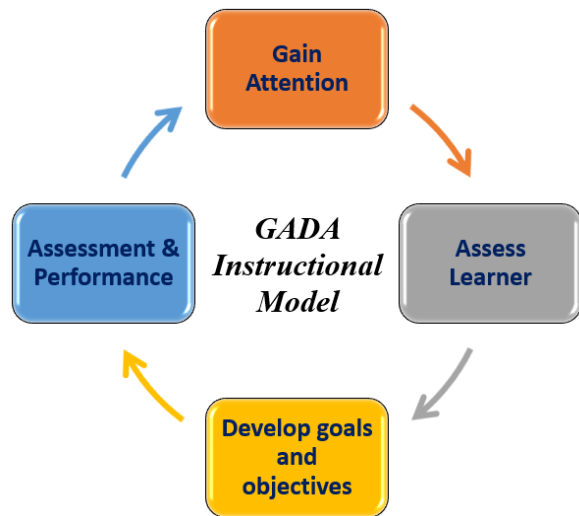 Gain
Attention
Assess
Learner
Develop goals
and
objectives
Assessment &
Performance
GADA
Instructional
Model